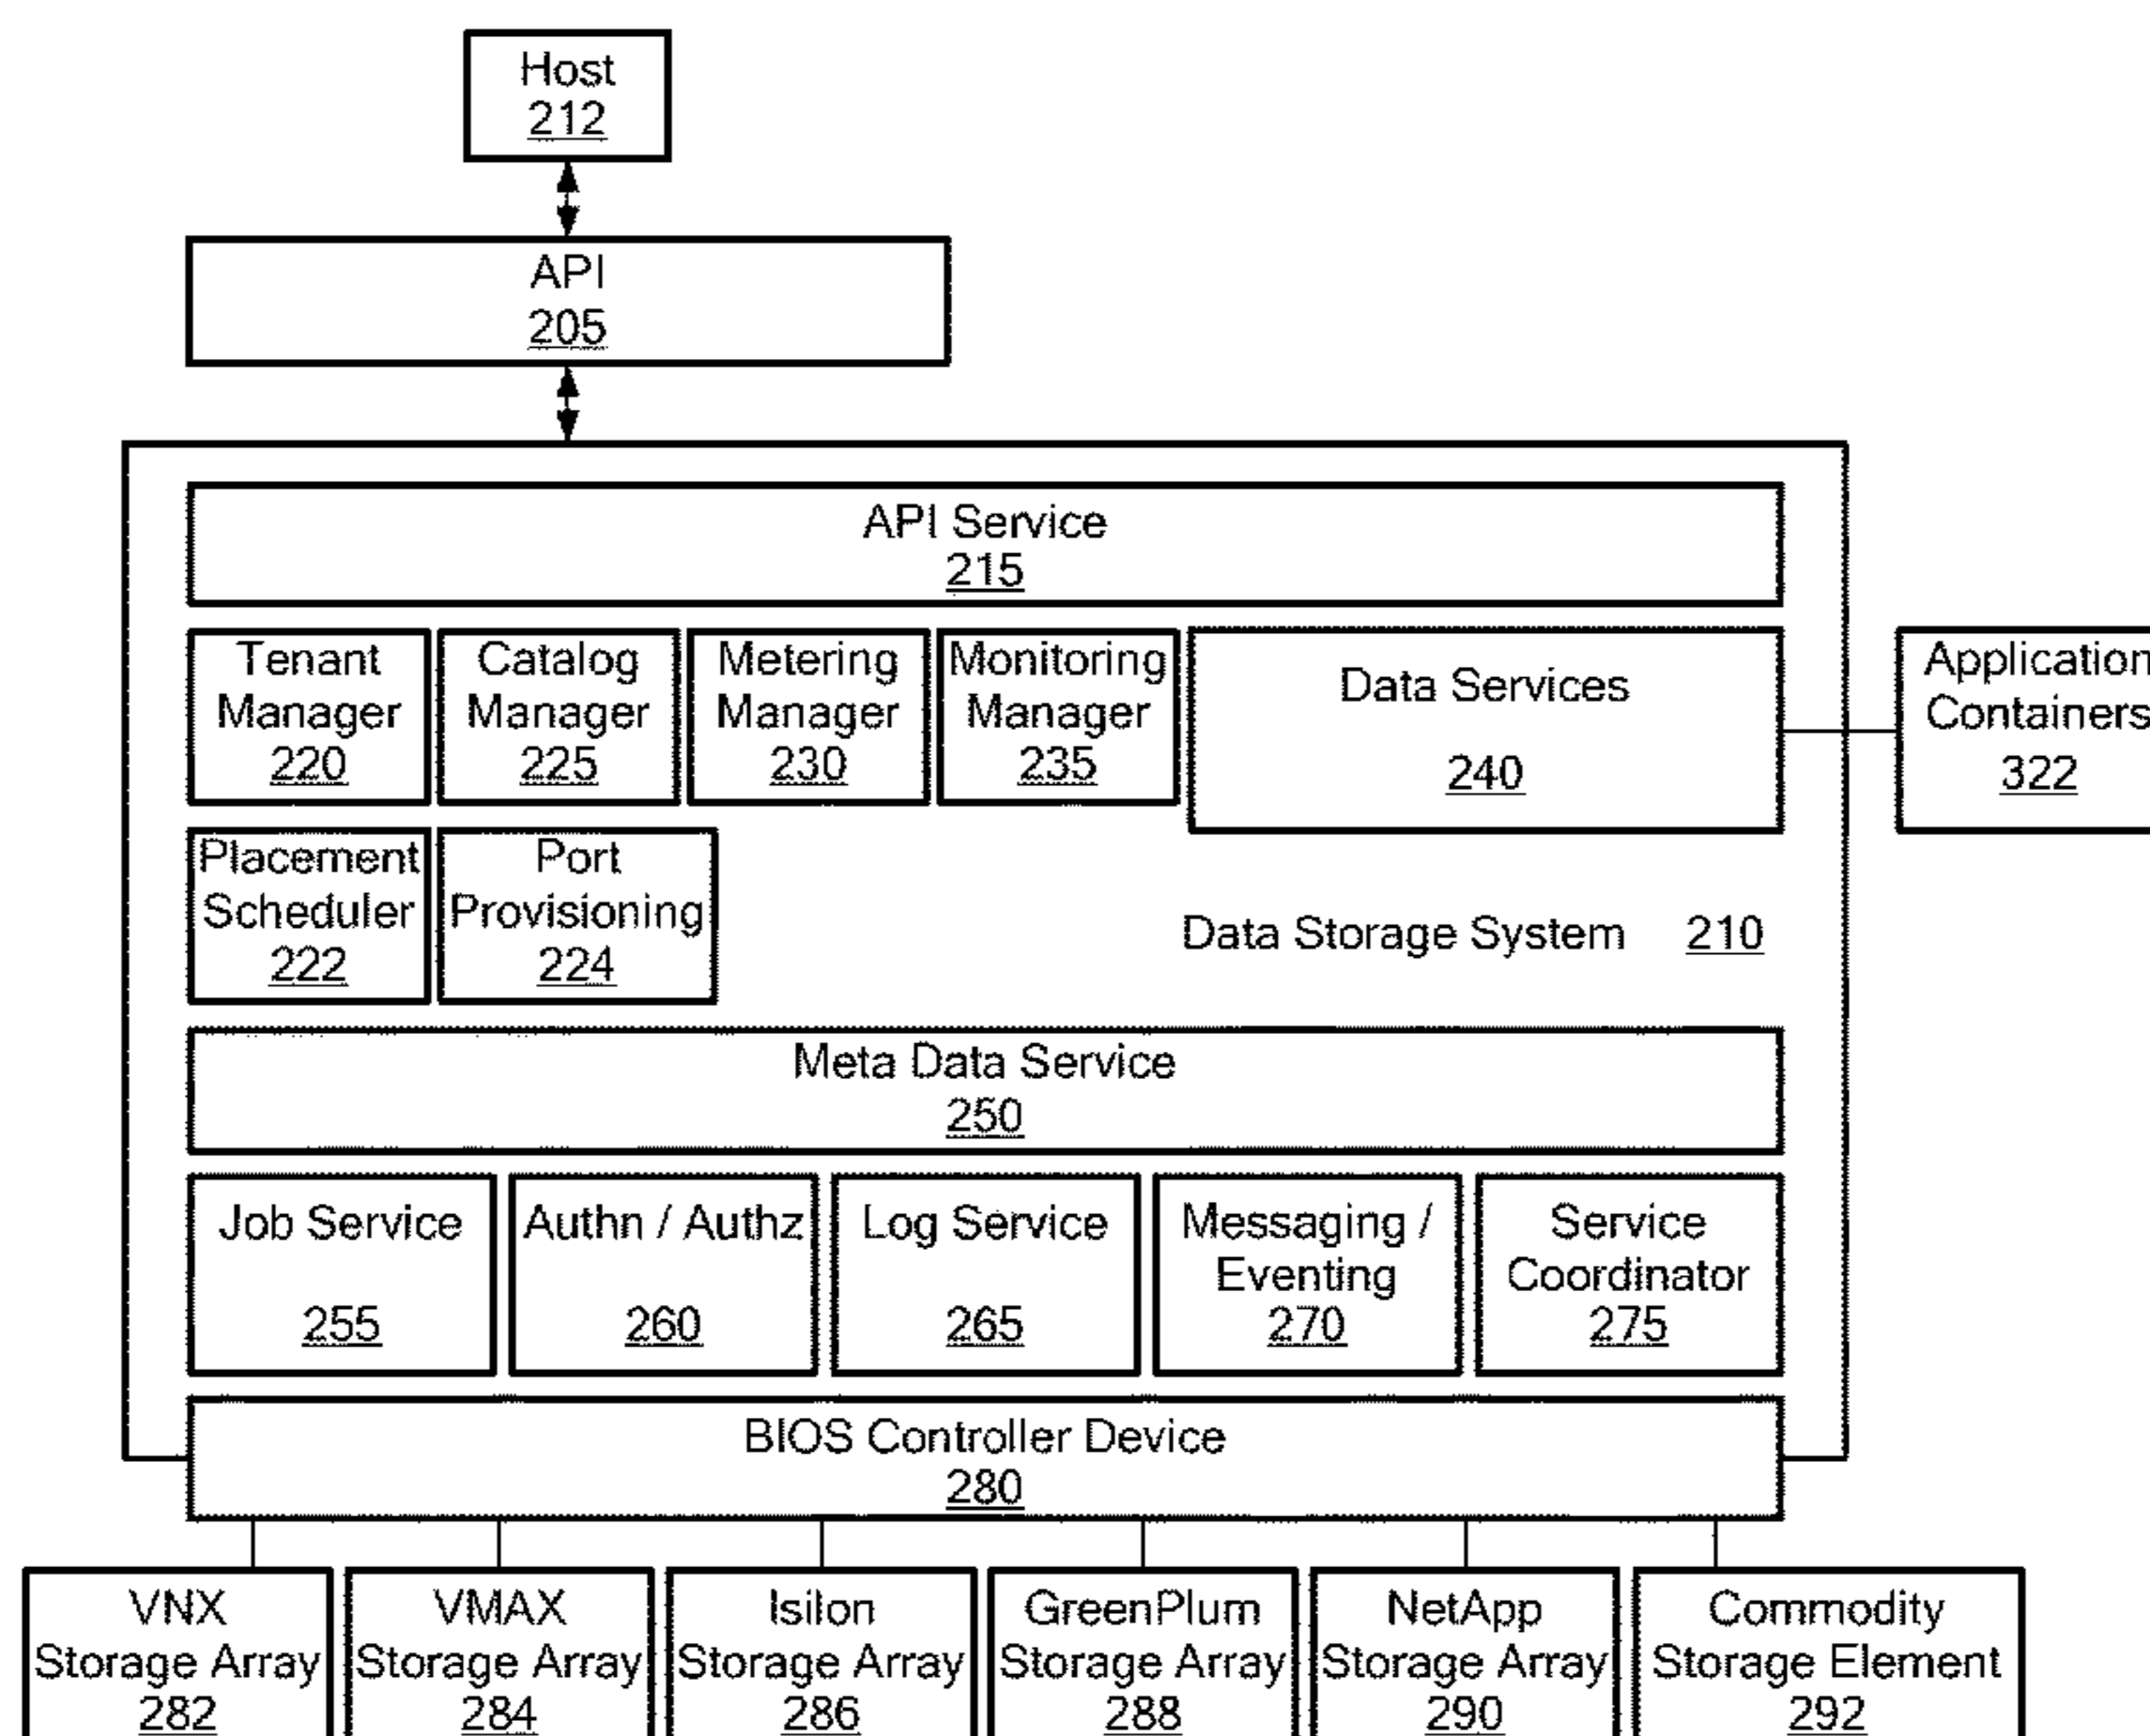 Host
212
API
205
API Service
215
Tenant
Manager
220
Catalog
Manager
225
Metering
Manager
230
Monitoring
Manager
235
Data Services
240
Application
Containers
322
Placement
Scheduler
222
Port
Provisioning
224
Data Storage System 210
Meta Data Service
250
Job Service
255
Authn / Authz
260
Log Service
265
Messaging /
Eventing
270
Service
Coordinator
275
BIOS Controller Device
280
VNX
Storage Array
282
VMAX
Storage Array
284
Isilon
Storage Array
286
GreenPlum
Storage Array
288
NetApp
Storage Array
290
Commodity
Storage Element
292